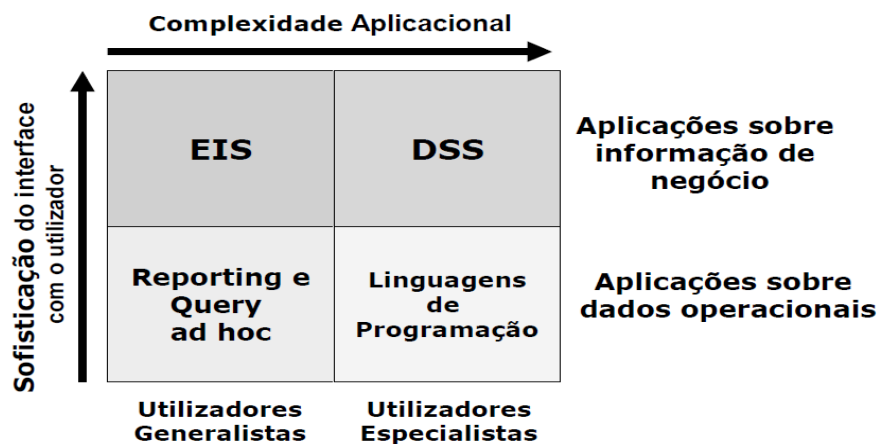 Complexidade Aplicacional
Sofisticação do interface
com o utilizador
EIS
DSS
Aplicações sobre
informação de
negócio
Reporting e
Query
ad hoc
Linguagens
de
Programação
Aplicações sobre
dados operacionais
Utilizadores
Generalistas
Utilizadores
Especialistas